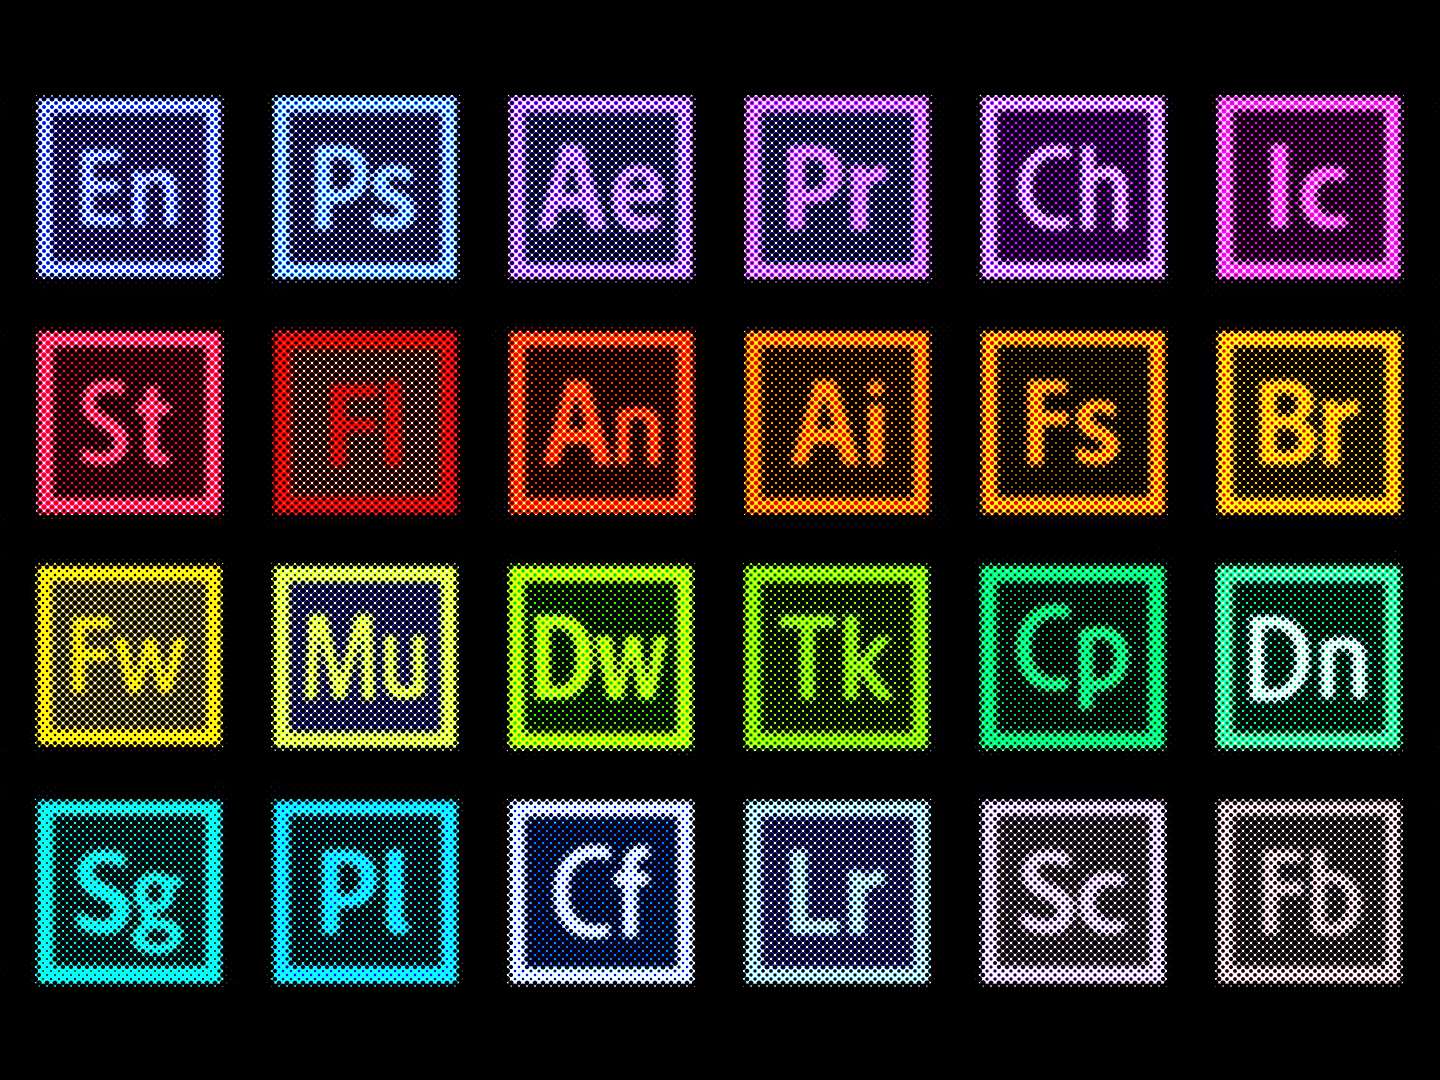 En Ps Ae Pr Ch Ic
St Fl An Ai Fs Br
Fw Mu Dw Tk Cp Dn
Sg Pl Cf Lr Sc Fb